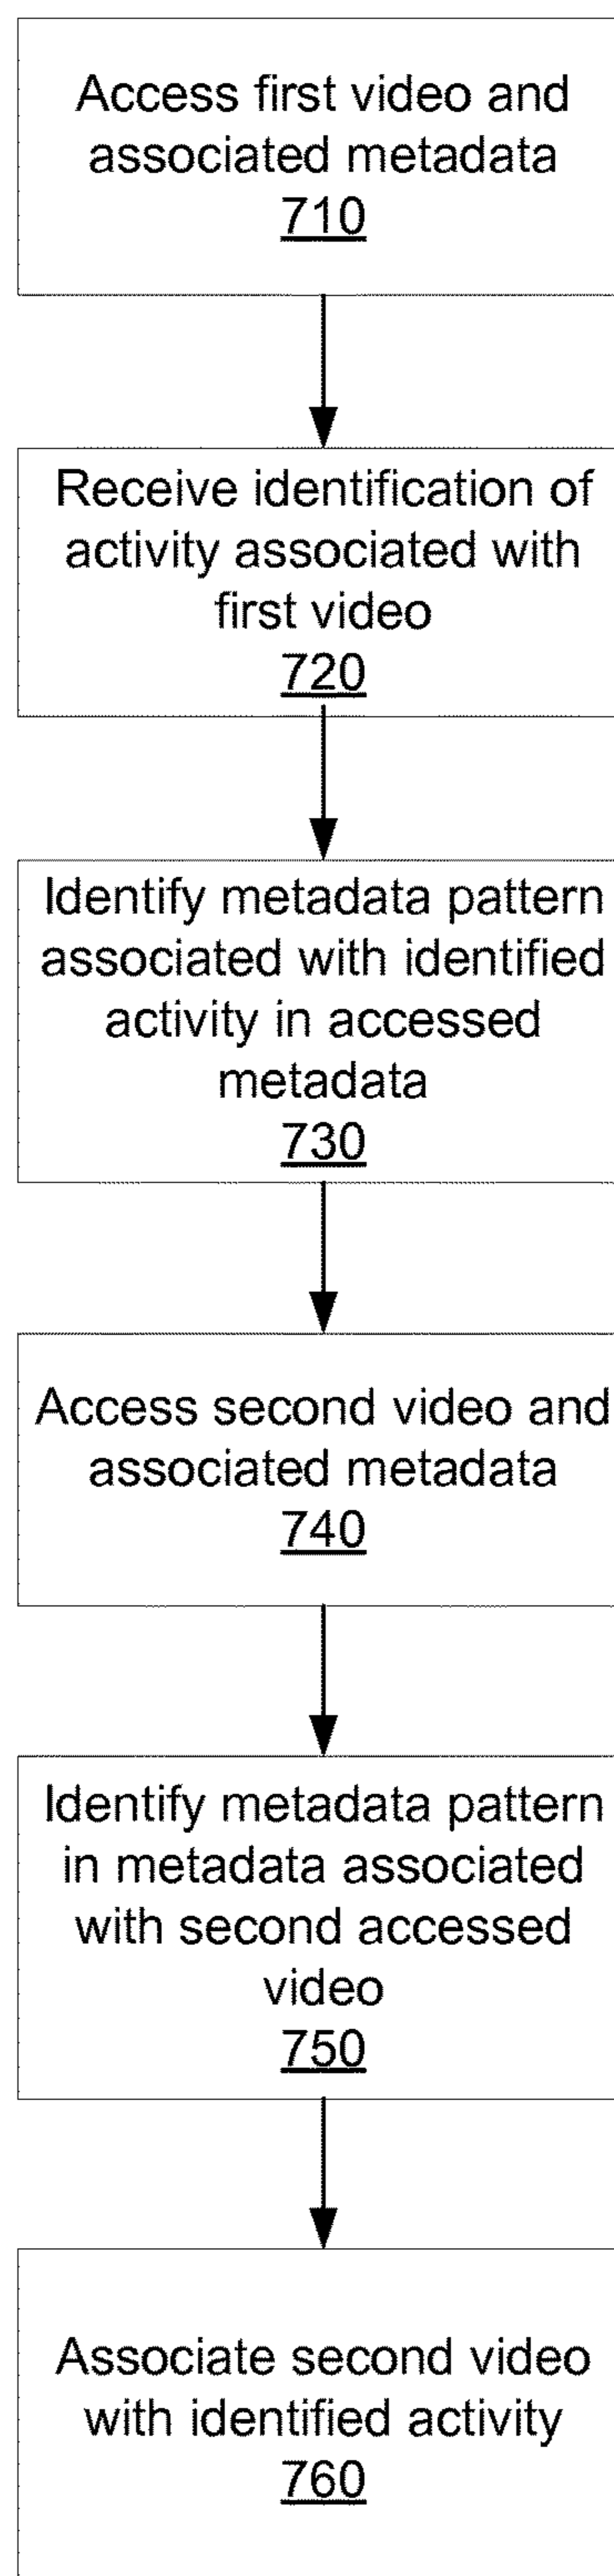 Access first video and
associated metadata
710
Receive identification of
activity associated with
first video
720
Identify metadata pattern
associated with identified
activity in accessed
metadata
730
Access second video and
associated metadata
740
Identify metadata pattern
in metadata associated
with second accessed
video
750
Associate second video
with identified activity
760